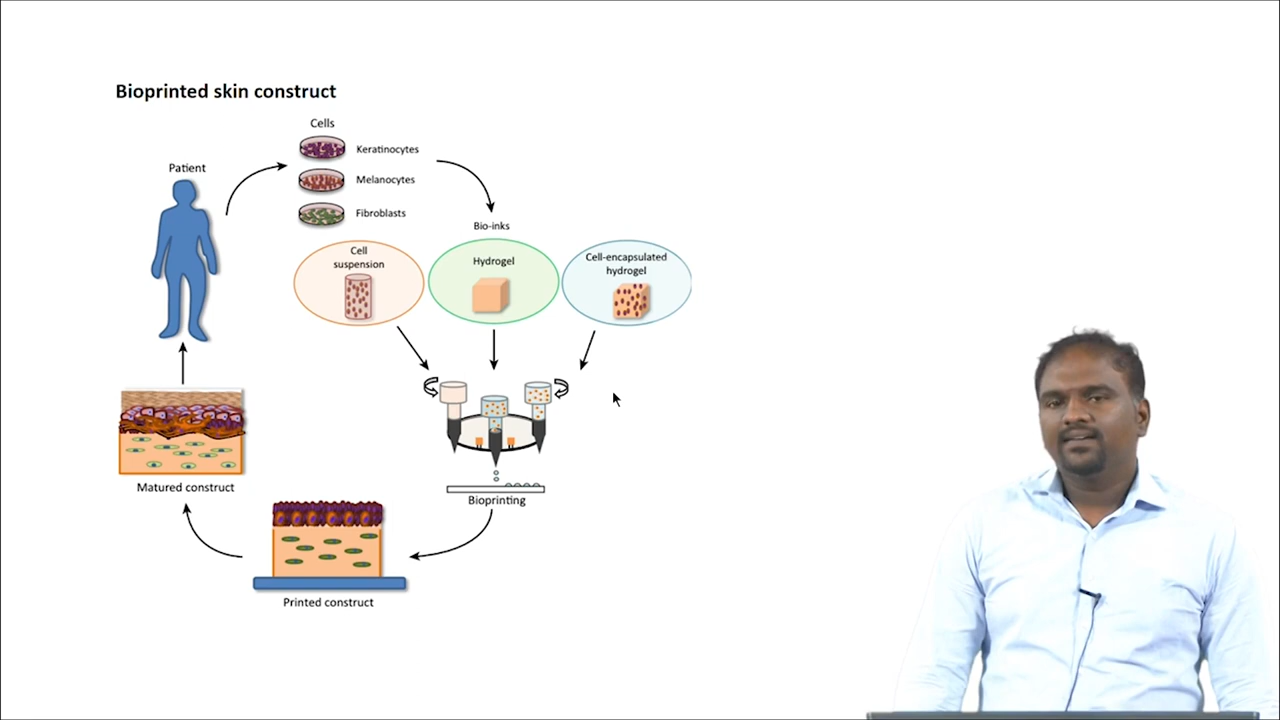 Bioprinted skin construct
Cells
Patient
Keratinocytes
Melanocytes
Fibroblasts
Bio-inks
Cell
suspension
Hydrogel
Cell-encapsulated
hydrogel
Matured construct
Bioprinting
Printed construct